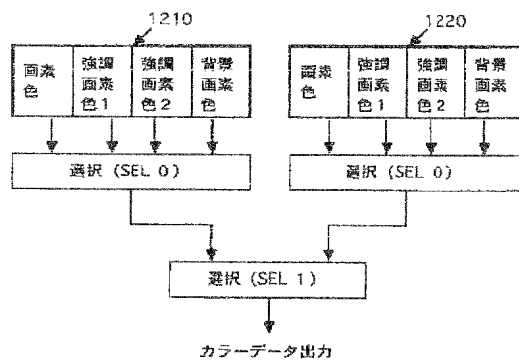 1210
1220
画素色
強調画素色1
強調画素色2
背景画素色
画素色
強調画素色1
強調画素色2
背景画素色
選択 (SEL 0)
選択 (SEL 0)
選択 (SEL 1)
カラーデータ出力